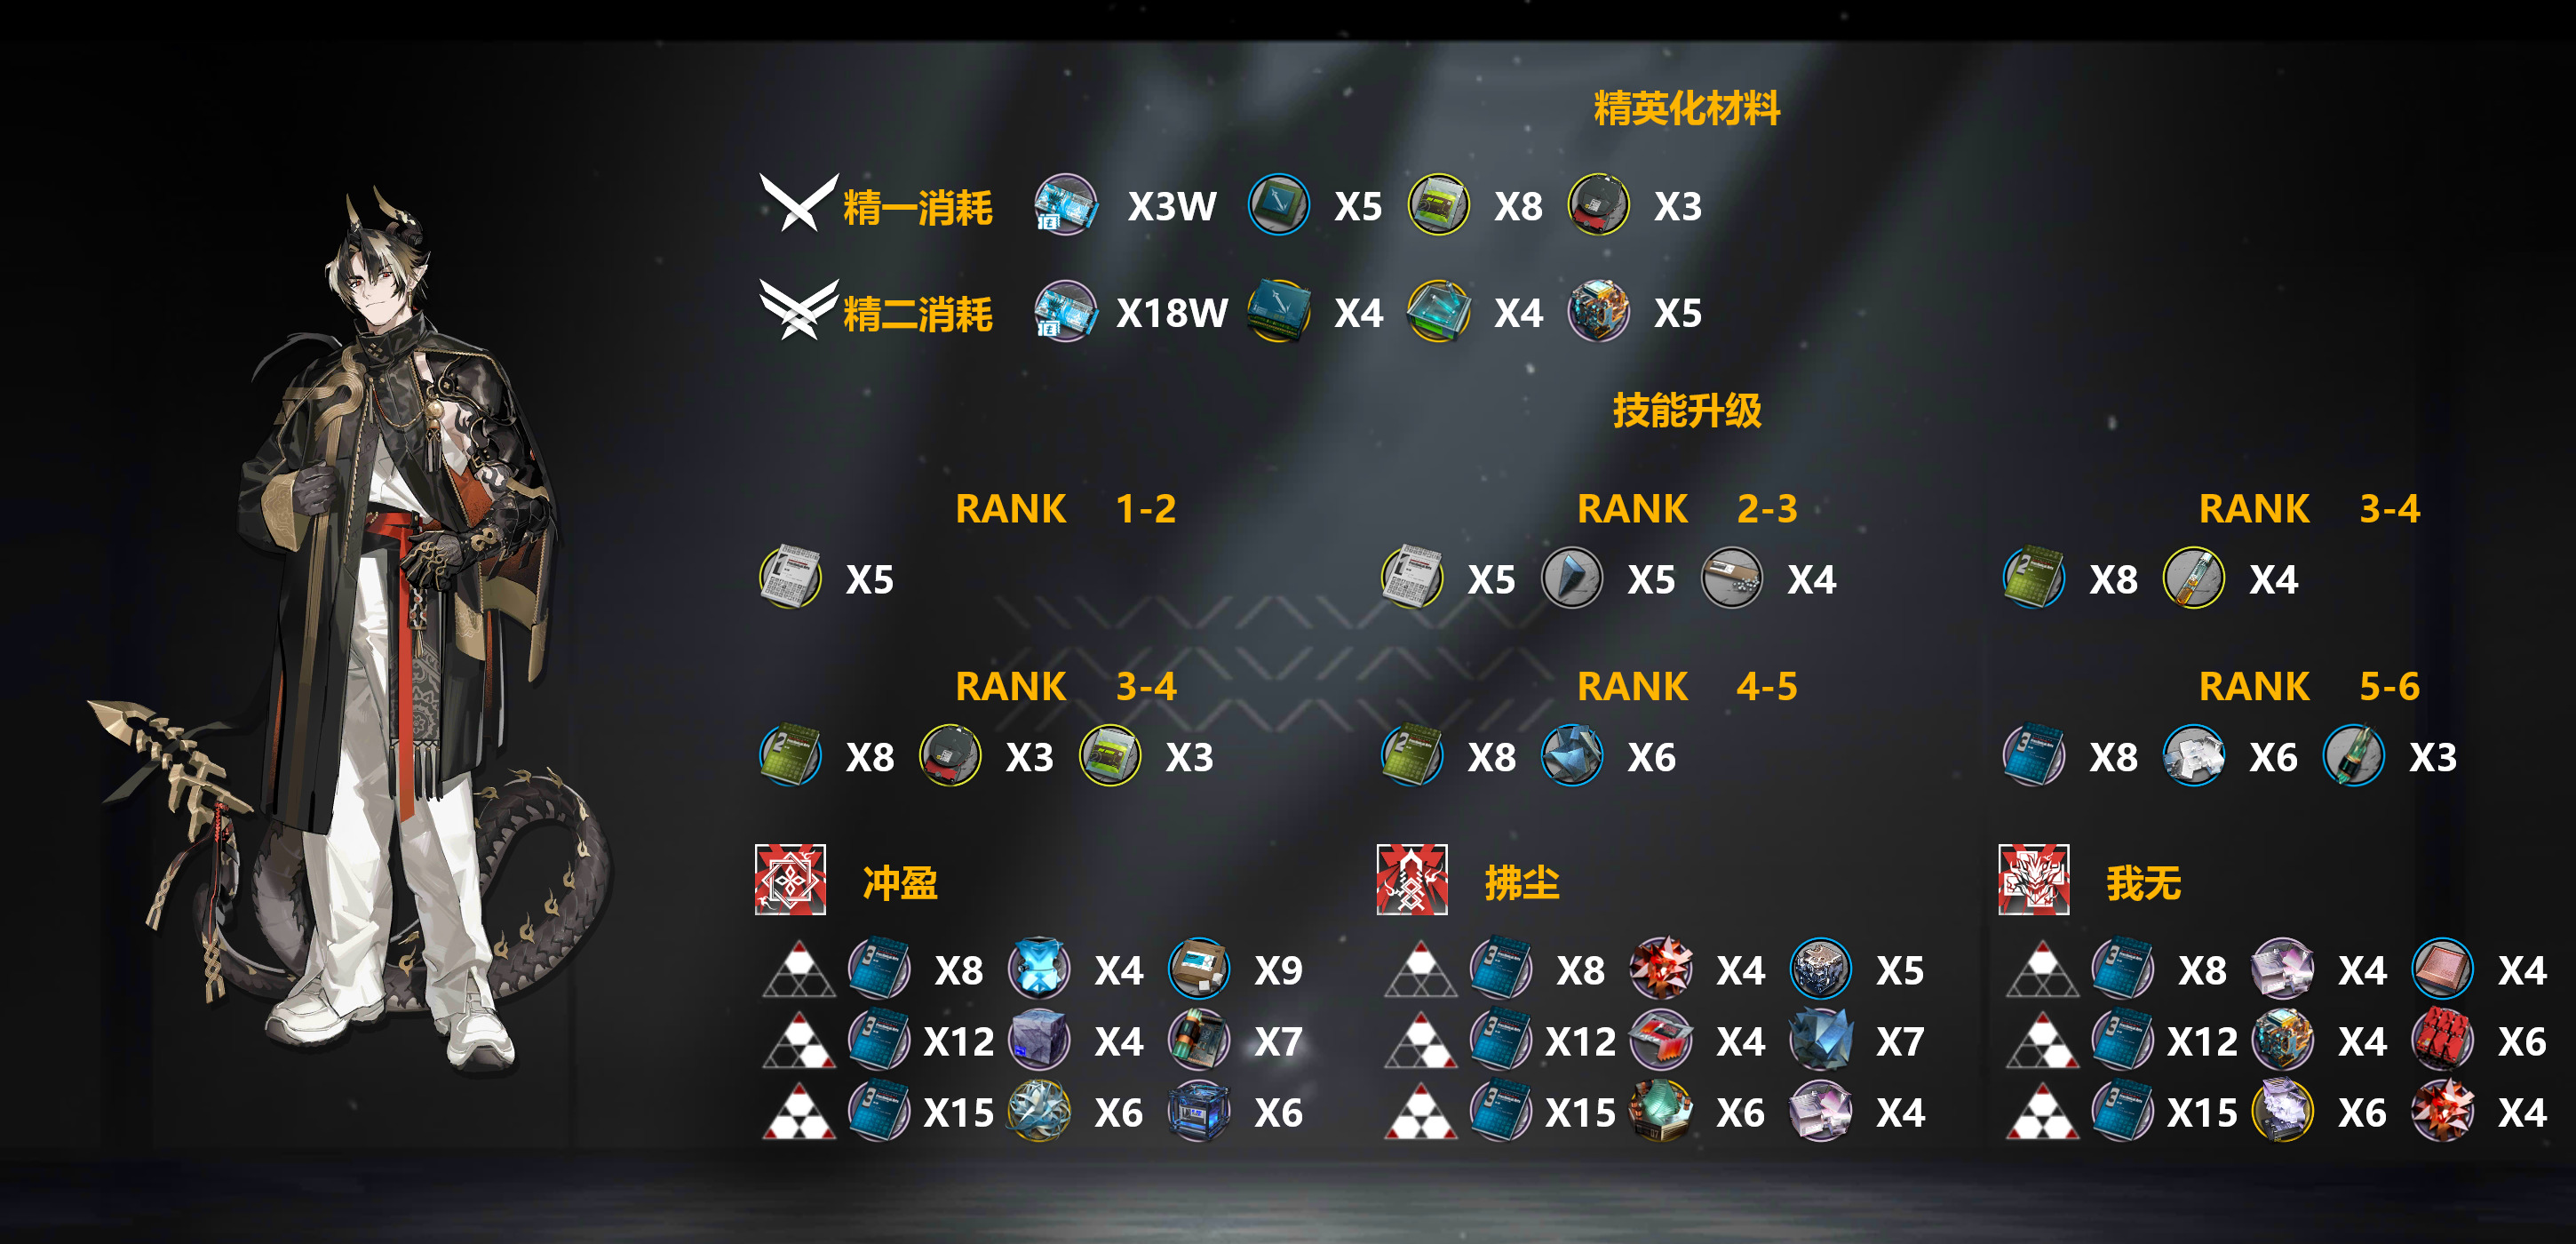 精英化材料
精一消耗 X3W X5 X8 X3
精二消耗 X18W X4 X4 X5
技能升级
RANK 1-2 RANK 2-3 RANK 3-4
X5 X5 X5 X4 X8 X4
RANK 3-4 RANK 4-5 RANK 5-6
X8 X3 X3 X8 X6 X8 X6 X3
冲盈 拂尘 我无
X8 X4 X9 X8 X4 X5 X8 X4 X4
X12 X4 X7 X12 X4 X7 X12 X4 X6
X15 X6 X6 X15 X6 X4 X15 X6 X4